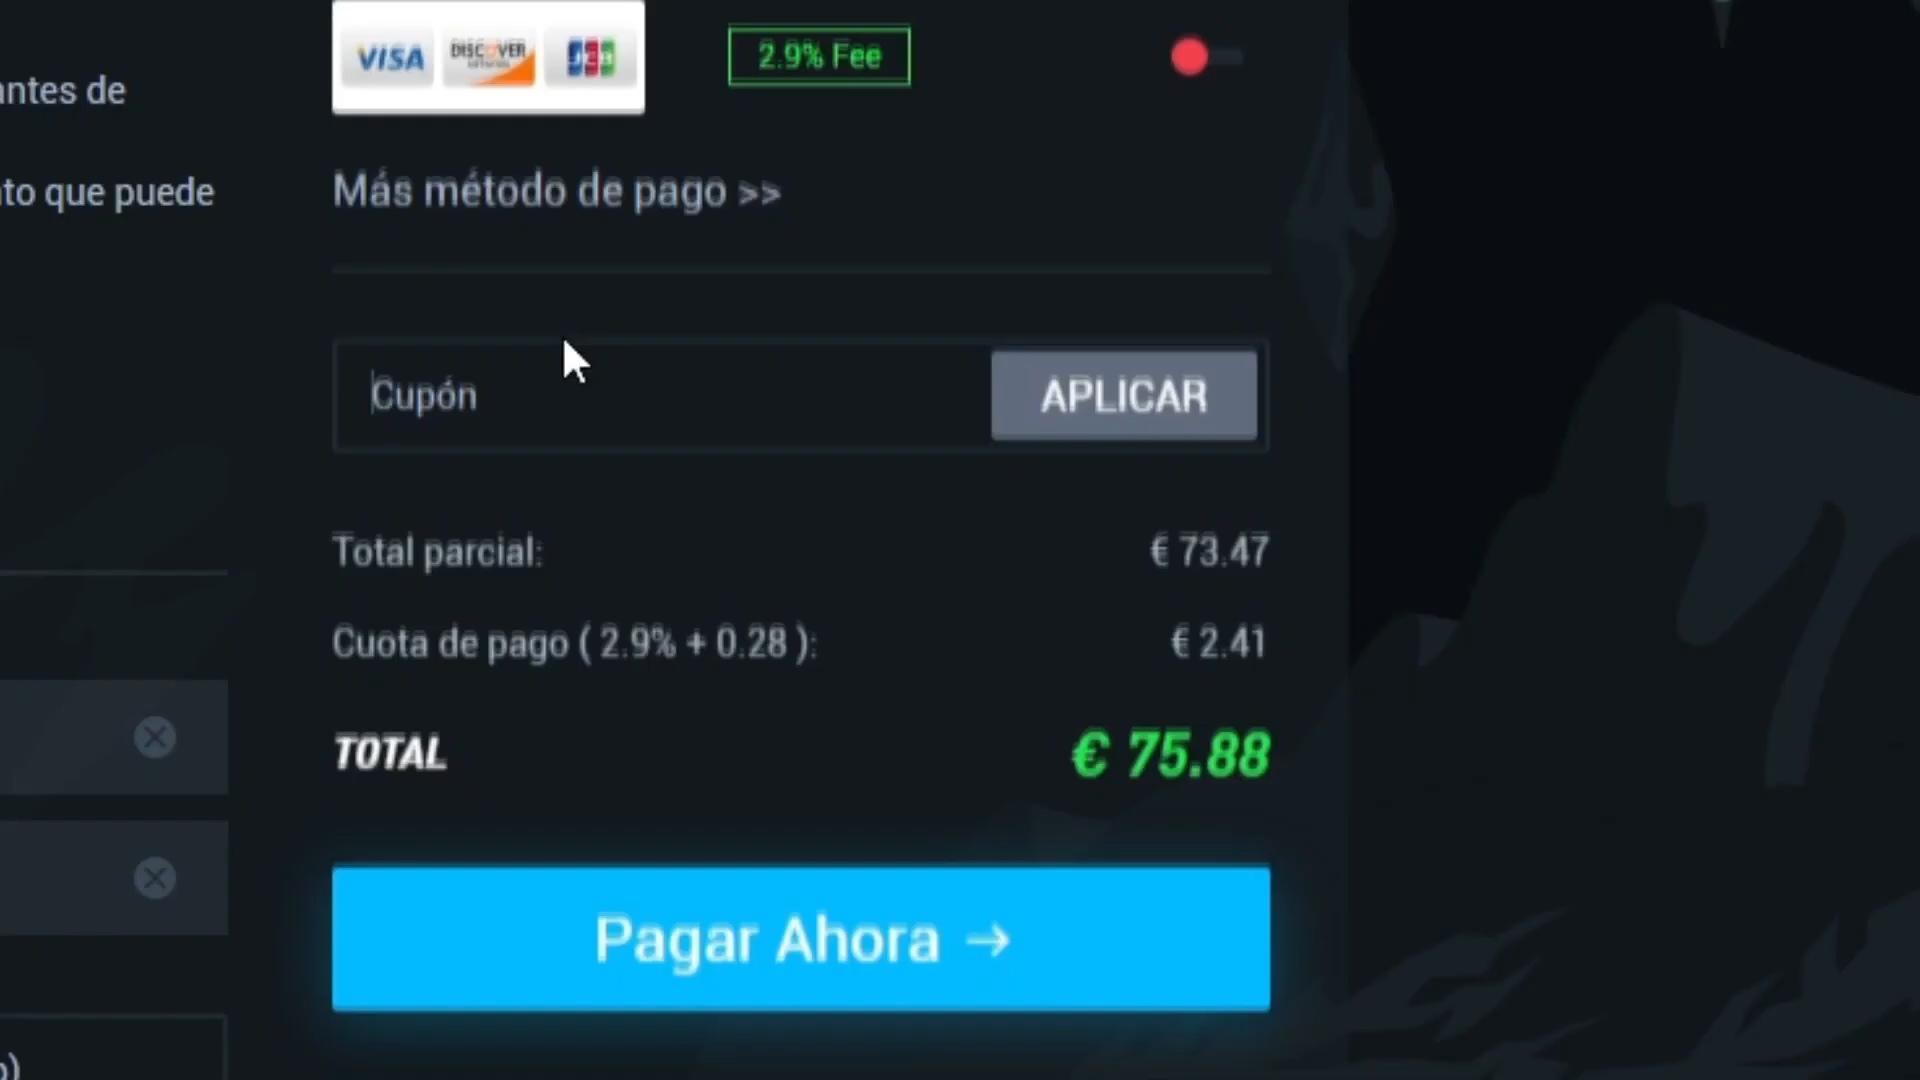 VISA DISCOVER JCB 2.9% Fee
antes de
Más método de pago >>
to que puede
Cupón APLICAR
Total parcial: € 73.47
Cuota de pago ( 2.9% + 0.28 ): € 2.41
TOTAL € 75.88
Pagar Ahora →